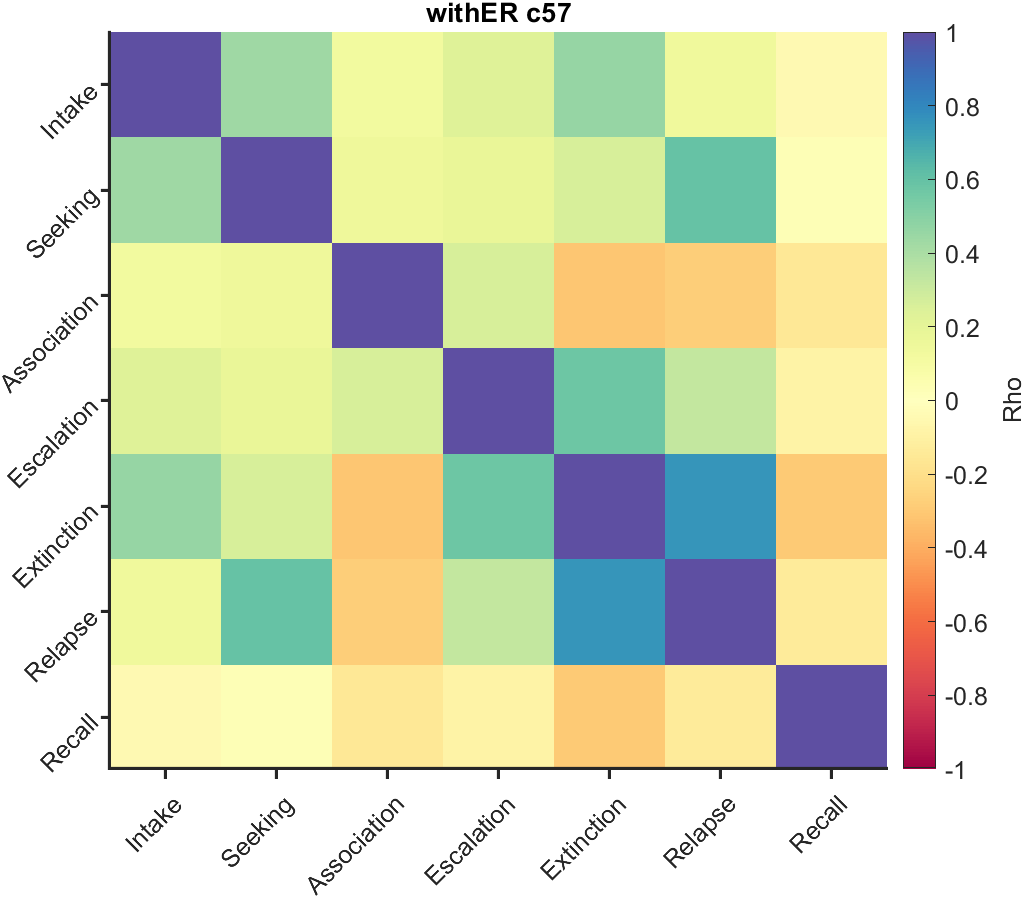 withER c57
Intake
Seeking
Association
Escalation
Extinction
Relapse
Recall
Intake
Seeking
Association
Escalation
Extinction
Relapse
Recall
1
0.8
0.6
0.4
0.2
0
-0.2
-0.4
-0.6
-0.8
-1
Rho